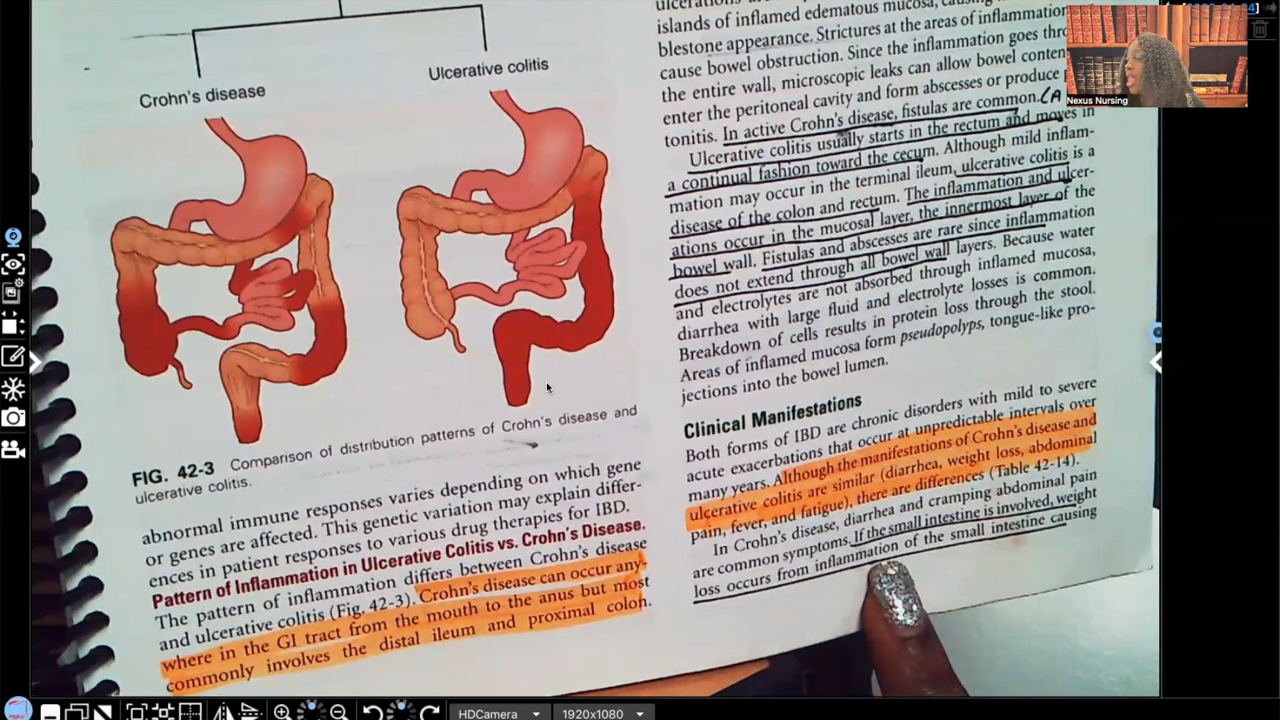 Crohn's disease
Ulcerative colitis
FIG. 42-3 Comparison of distribution patterns of Crohn's disease and
ulcerative colitis.
abnormal immune responses varies depending on which gene
or genes are affected. This genetic variation may explain differ-
ences in patient responses to various drug therapies for IBD.
Pattern of Inflammation in Ulcerative Colitis vs. Crohn's Disease.
The pattern of inflammation differs between Crohn's disease
and ulcerative colitis (Fig. 42-3). Crohn's disease can occur any-
where in the GI tract from the mouth to the anus but most
commonly involves the distal ileum and proximal colon.
islands of inflamed edematous mucosa, causing
blestone appearance. Strictures at the areas of inflammation
cause bowel obstruction. Since the inflammation goes
the entire wall, microscopic leaks can allow bowel
enter the peritoneal cavity and form abscesses or produce
tonitis. In active Crohn's disease, fistulas are common.
Ulcerative colitis usually starts in the rectum and moves in
a continual fashion toward the cecum. Although mild inflam-
mation may occur in the terminal ileum, ulcerative colitis is a
disease of the colon and rectum. The inflammation and ulcer-
ations occur in the mucosal layer, the innermost layer of the
bowel wall. Fistulas and abscesses are rare since inflammation
does not extend through all bowel wall layers. Because water
and electrolytes are not absorbed through inflamed mucosa,
diarrhea with large fluid and electrolyte losses is common.
Breakdown of cells results in protein loss through the stool.
Areas of inflamed mucosa form pseudopolyps, tongue-like pro-
jections into the bowel lumen.
Clinical Manifestations
Both forms of IBD are chronic disorders with mild to severe
acute exacerbations that occur at unpredictable intervals over
many years. Although the manifestations of Crohn's disease and
ulcerative colitis are similar (diarrhea, weight loss, abdominal
pain, fever, and fatigue), there are differences (Table 42-14).
In Crohn's disease, diarrhea and cramping abdominal pain
are common symptoms. If the small intestine is involved, weight
loss occurs from inflammation of the small intestine causing
Nexus Nursing
HDCamera
1920x1080